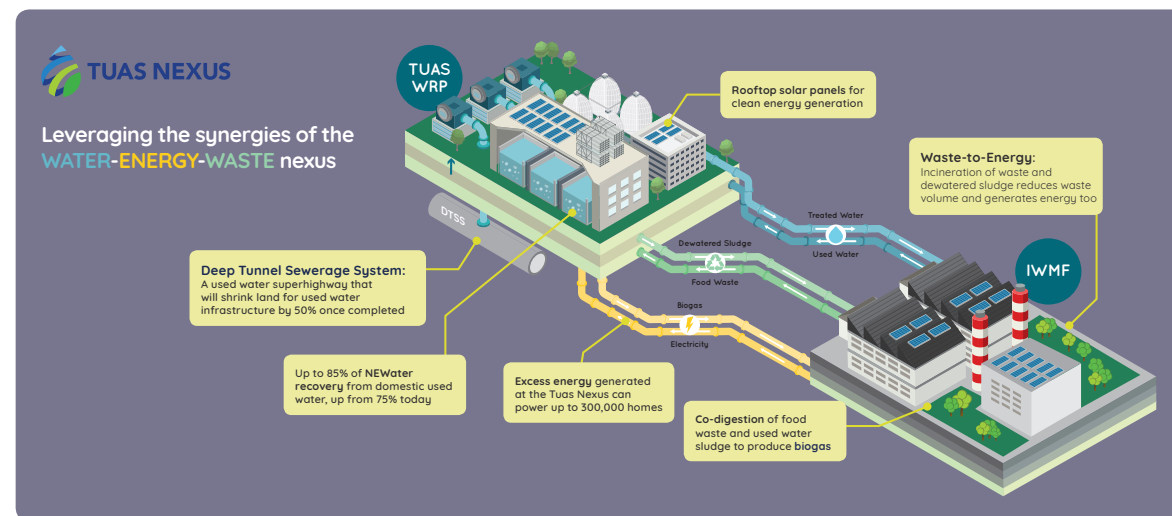 TUAS NEXUS
Leveraging the synergies of the
WATER-ENERGY-WASTE nexus
TUAS
WRP
Rooftop solar panels for
clean energy generation
Waste-to-Energy:
Incineration of waste and
dewatered sludge reduces waste
volume and generates energy too
Treated Water
Used Water
DTSS
Dewatered Sludge
Food Waste
IWMF
Deep Tunnel Sewerage System:
A used water superhighway that
will shrink land for used water
infrastructure by 50% once completed
Biogas
Electricity
Up to 85% of NEWater
recovery from domestic used
water, up from 75% today
Excess energy generated
at the Tuas Nexus can
power up to 300,000 homes
Co-digestion of food
waste and used water
sludge to produce biogas